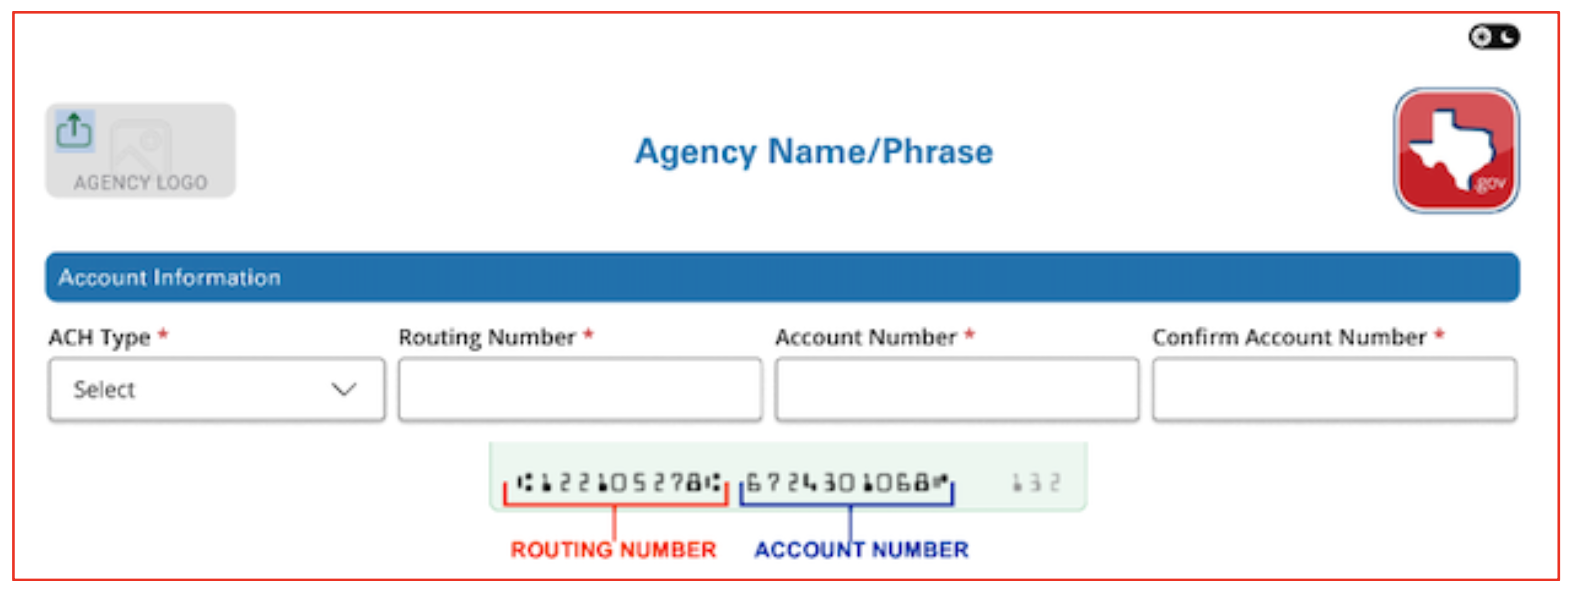 AGENCY LOGO
Agency Name/Phrase
.gov
Account Information
ACH Type *
Routing Number *
Account Number *
Confirm Account Number *
Select
⑆122105278⑆ 6724301068⑈ 132
ROUTING NUMBER
ACCOUNT NUMBER